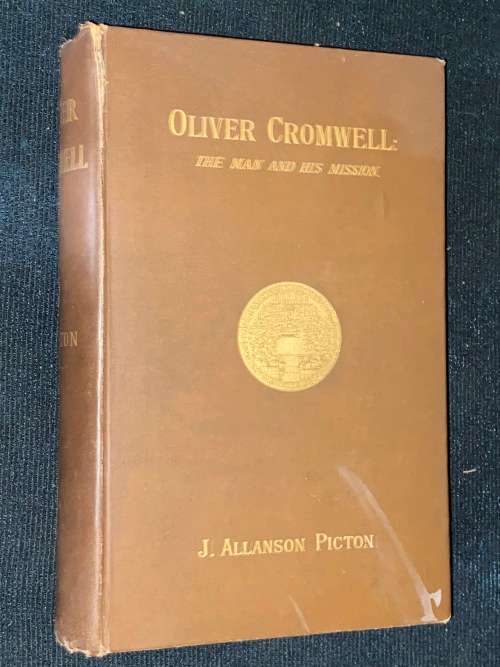 OLIVER CROMWELL:
THE MAN AND HIS MISSION.
J. ALLANSON PICTON